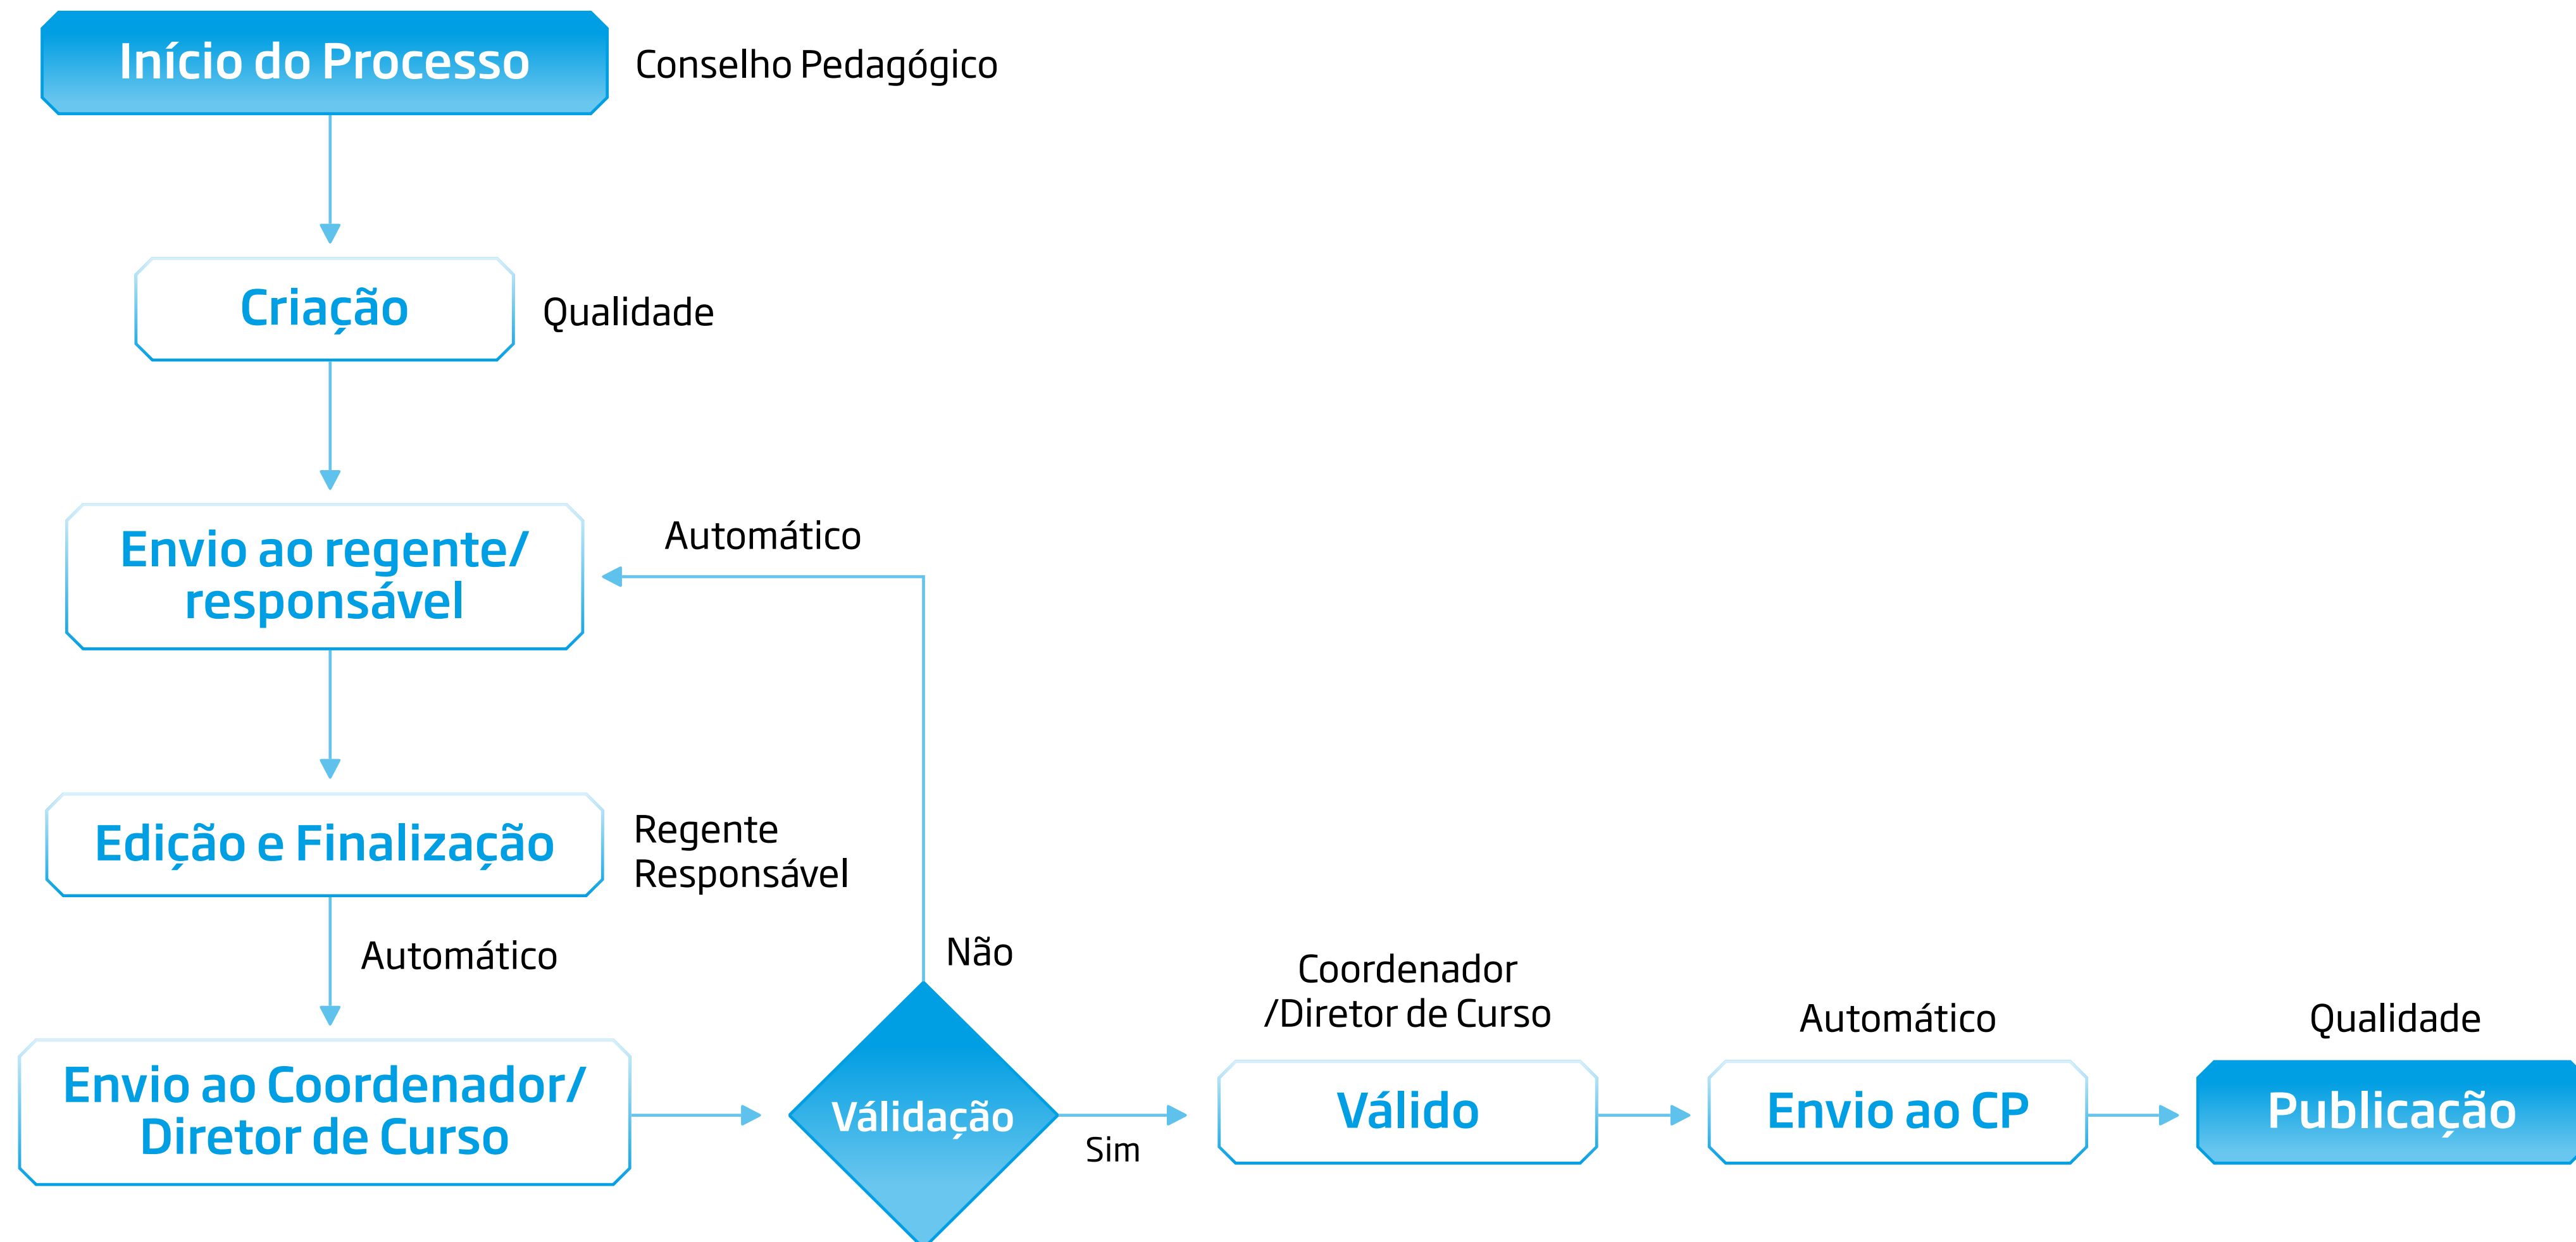 Início do Processo
Conselho Pedagógico
Criação
Qualidade
Envio ao regente/
responsável
Automático
Edição e Finalização
Regente
Responsável
Automático
Não
Envio ao Coordenador/
Diretor de Curso
Válidação
Sim
Coordenador
/Diretor de Curso
Válido
Automático
Envio ao CP
Qualidade
Publicação